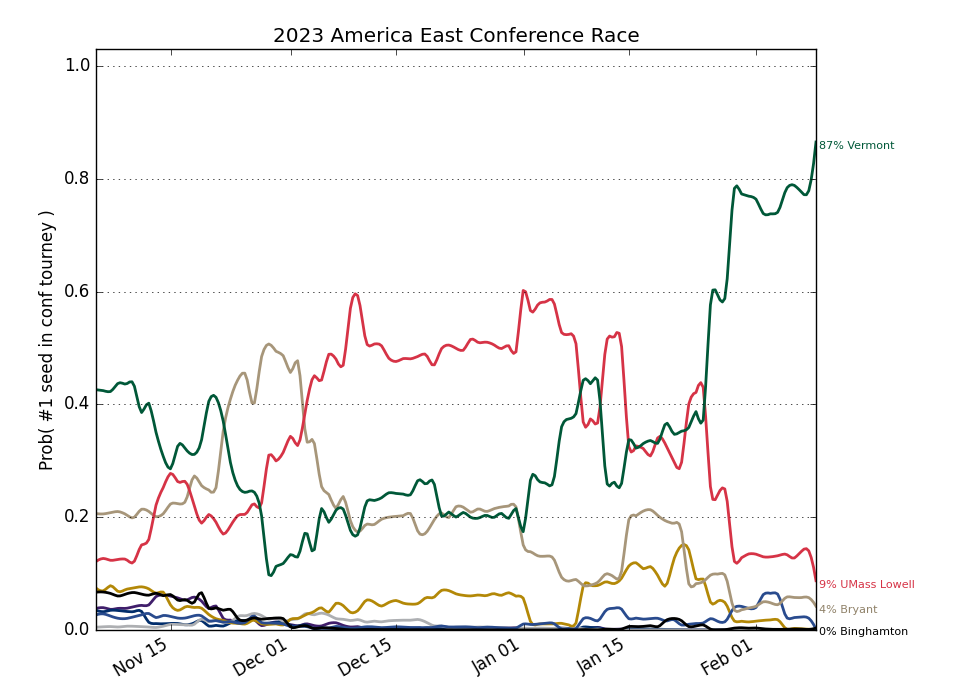 2023 America East Conference Race
Prob( #1 seed in conf tourney )
1.0
0.8
0.6
0.4
0.2
0.0
87% Vermont
9% UMass Lowell
4% Bryant
0% Binghamton
Nov 15
Dec 01
Dec 15
Jan 01
Jan 15
Feb 01